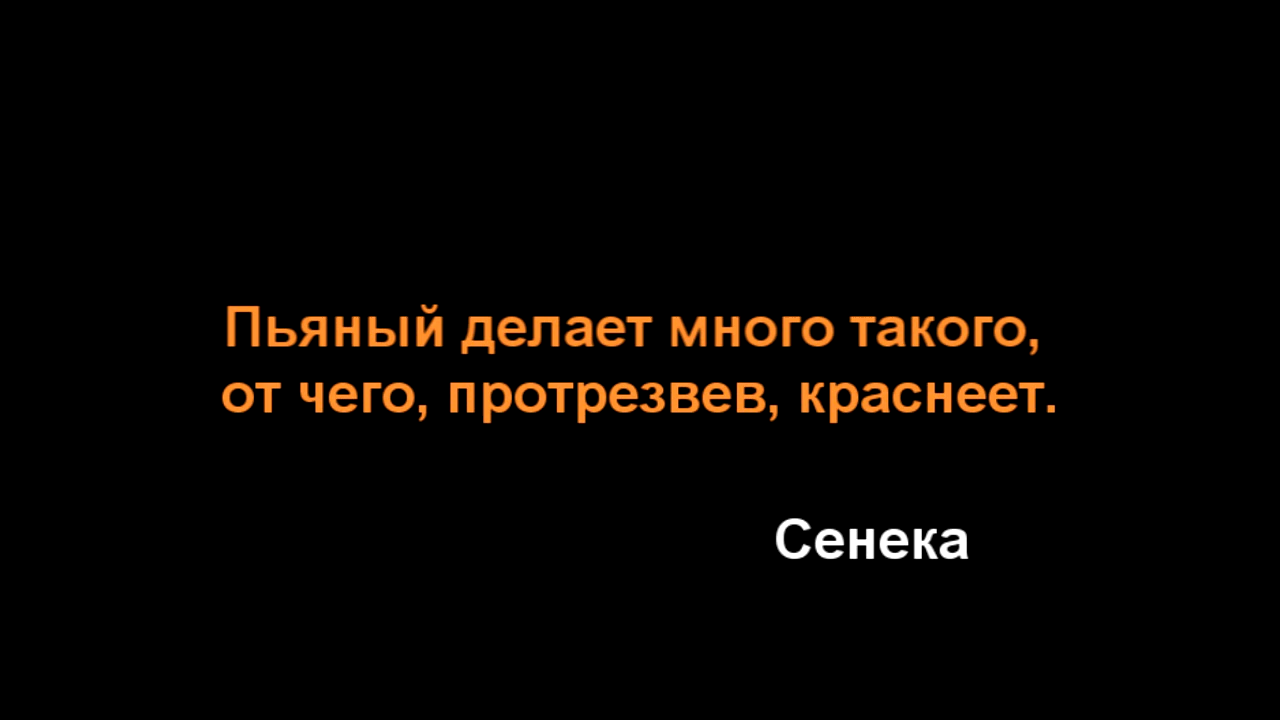 Пьяный делает много такого,
от чего, протрезвев, краснеет.
Сенека